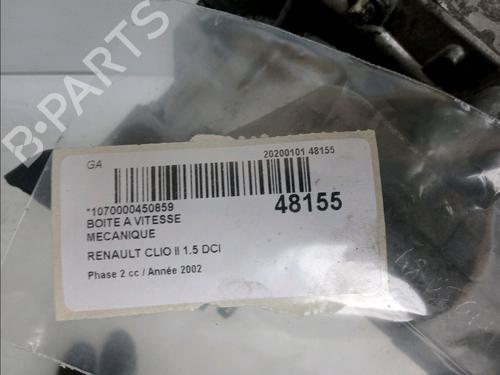 B-PARTS
GA
20200101 48155
*1070000450859
48155
BOITE A VITESSE
MECANIQUE
RENAULT CLIO II 1.5 DCI
Phase 2 cc / Année 2002